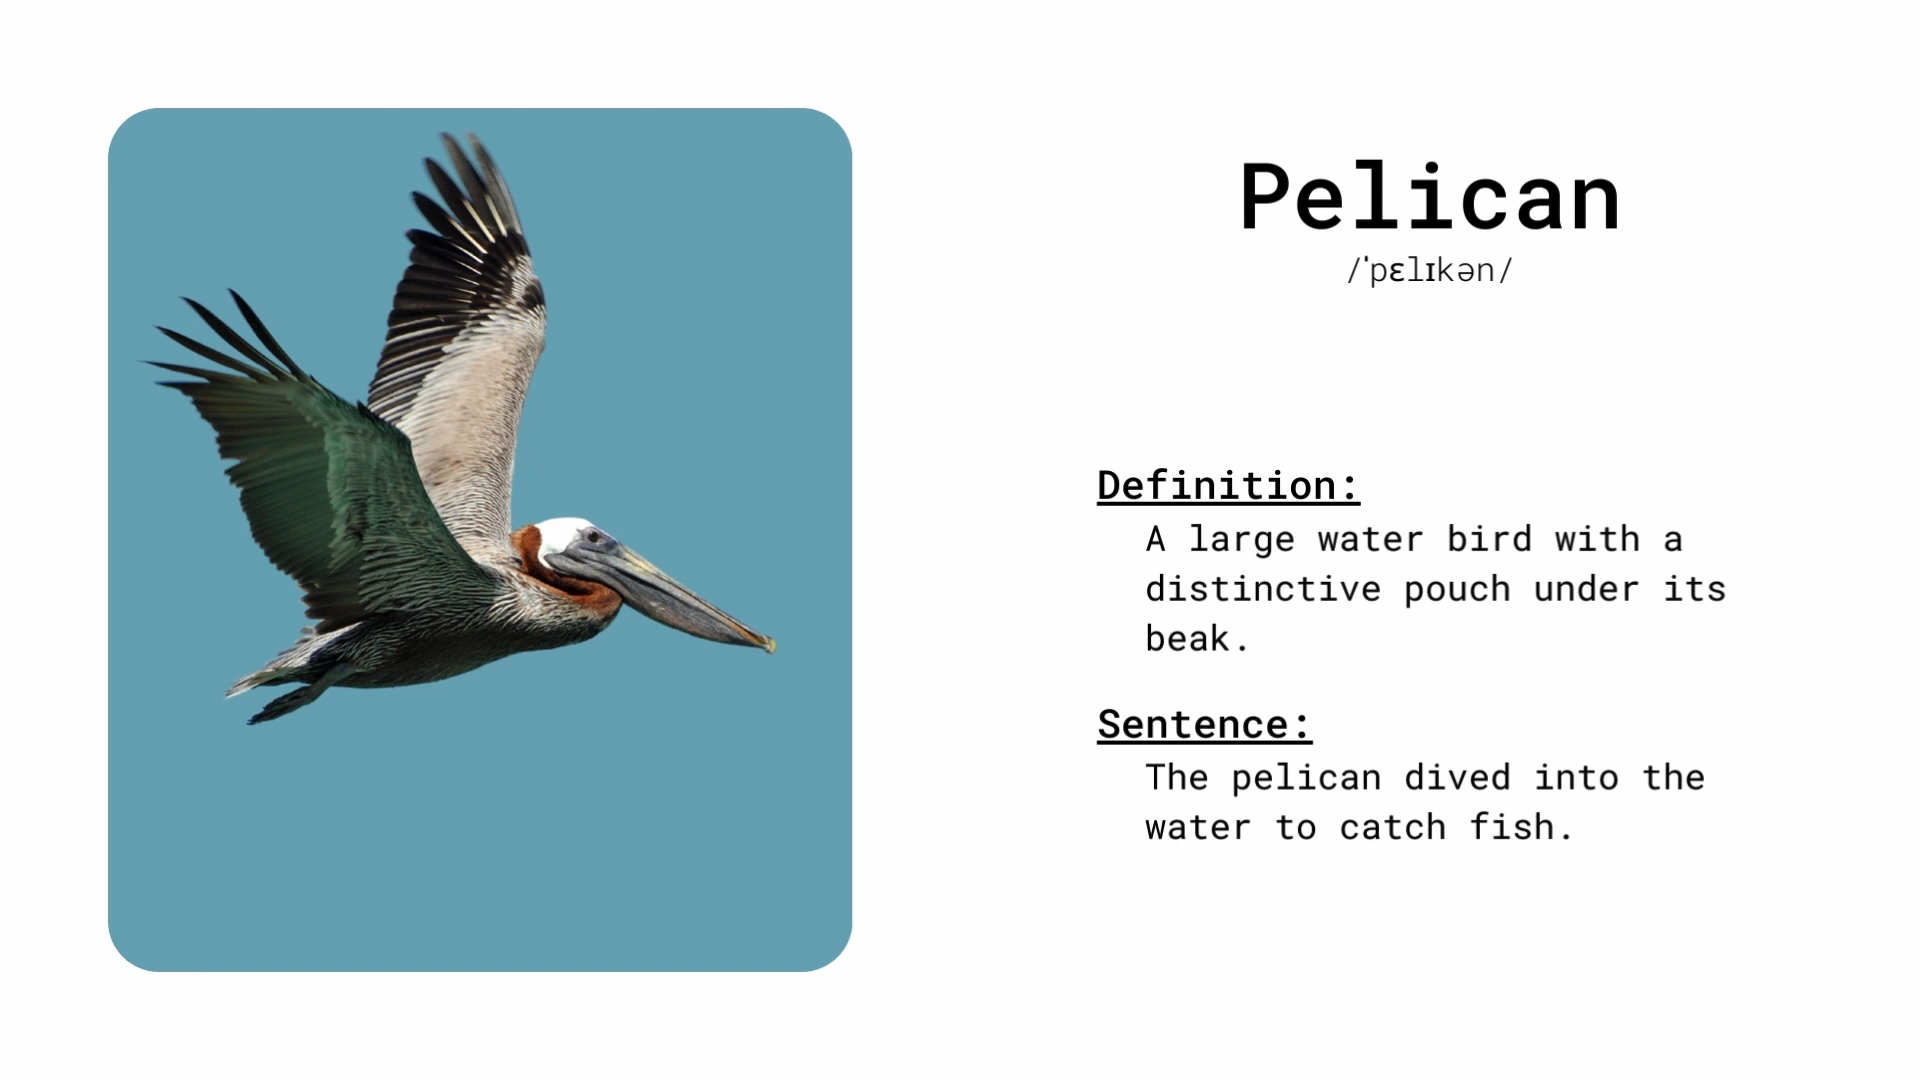 Pelican
/ˈpɛlɪkən/
Definition:
A large water bird with a
distinctive pouch under its
beak.
Sentence:
The pelican dived into the
water to catch fish.